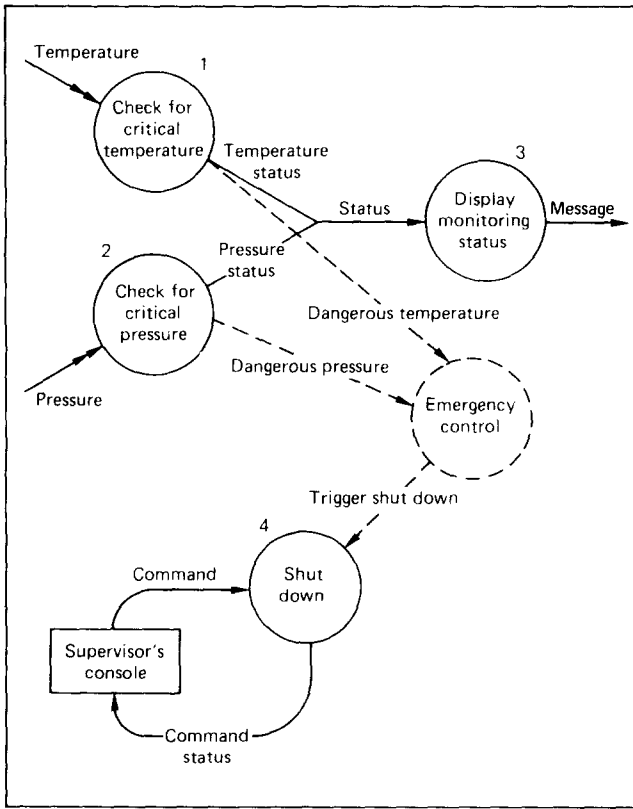 Temperature
1
Check for
critical
temperature
Temperature
status
3
Display
monitoring
status
Status
Message
Pressure
status
2
Check for
critical
pressure
Dangerous temperature
Dangerous pressure
Pressure
Emergency
control
Trigger shut down
4
Shut
down
Command
Supervisor's
console
Command
status